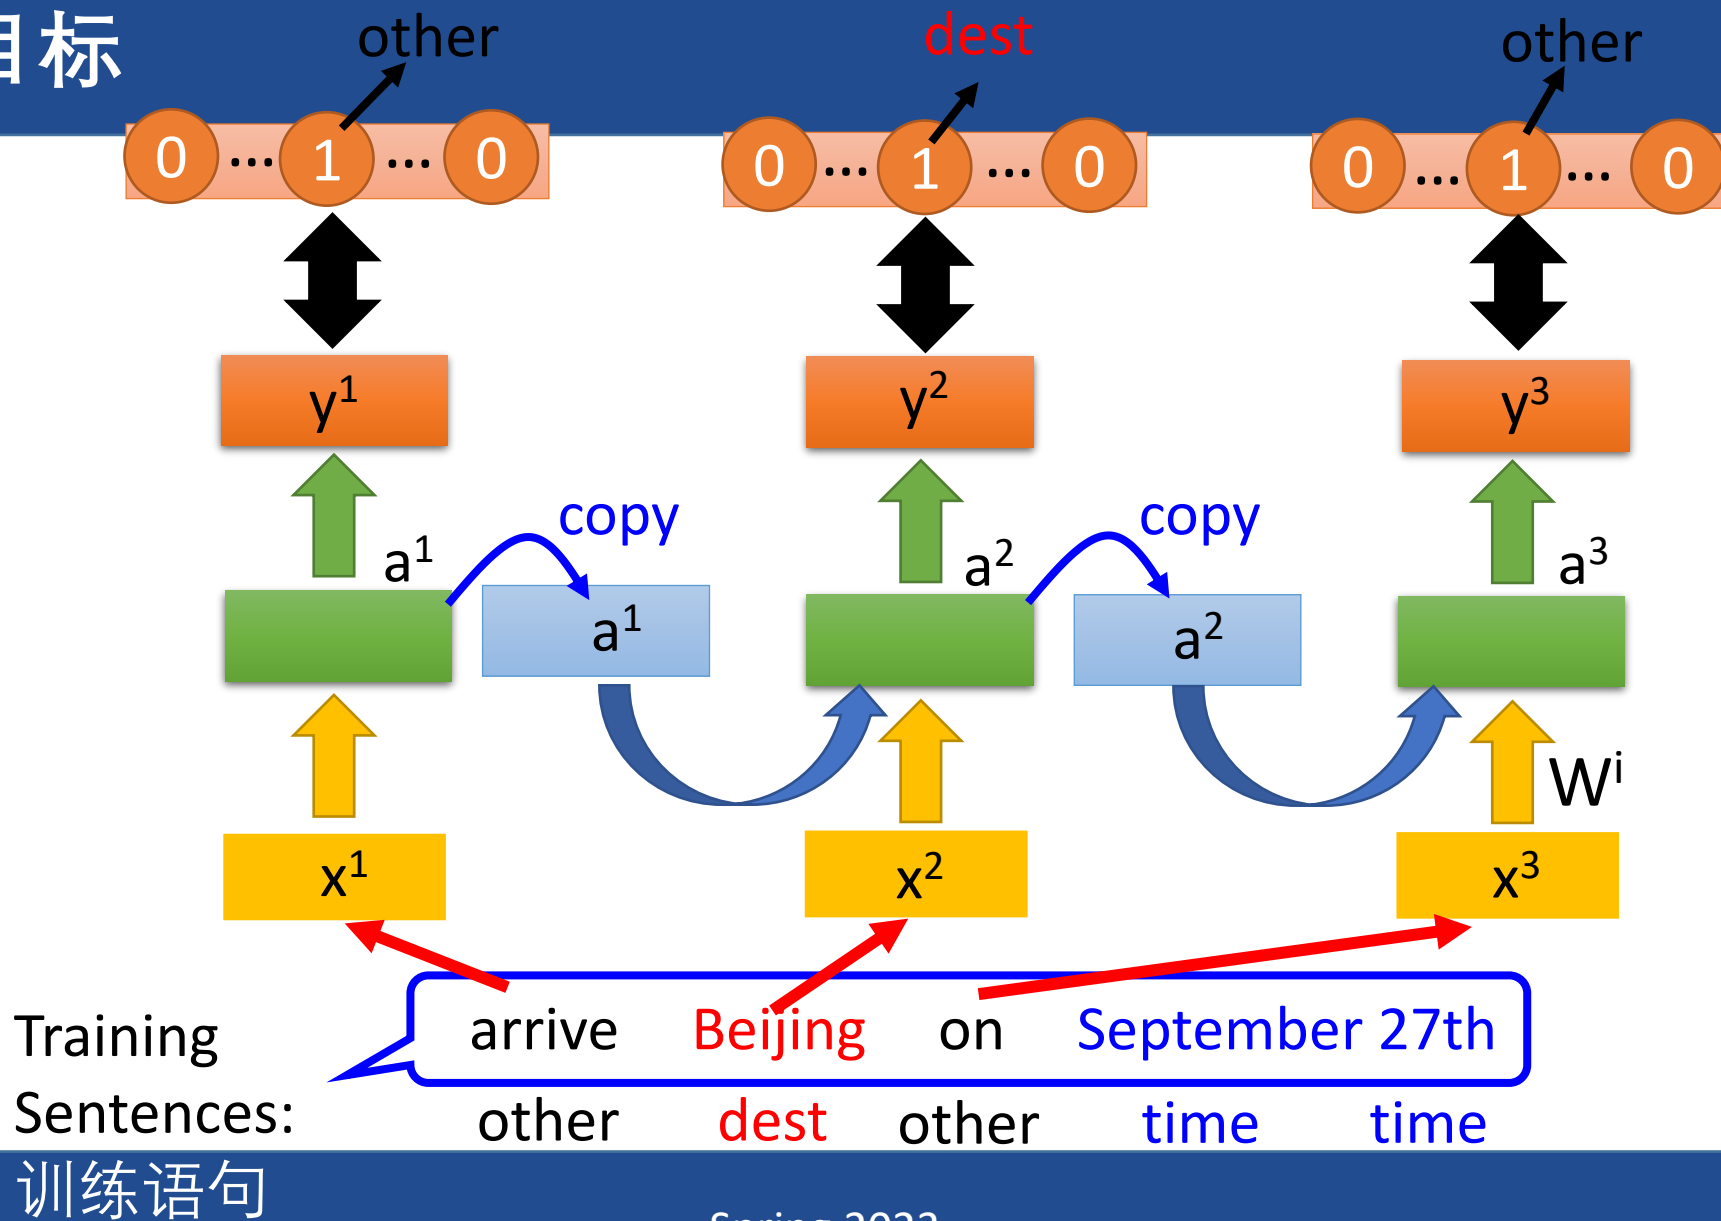 目标
other dest other
0 … 1 … 0 0 … 1 … 0 0 … 1 … 0
y¹ y² y³
copy copy
a¹ a² a³
a¹ a²
Wⁱ
x¹ x² x³
Training arrive Beijing on September 27th
Sentences: other dest other time time
训练语句
Spring 2023